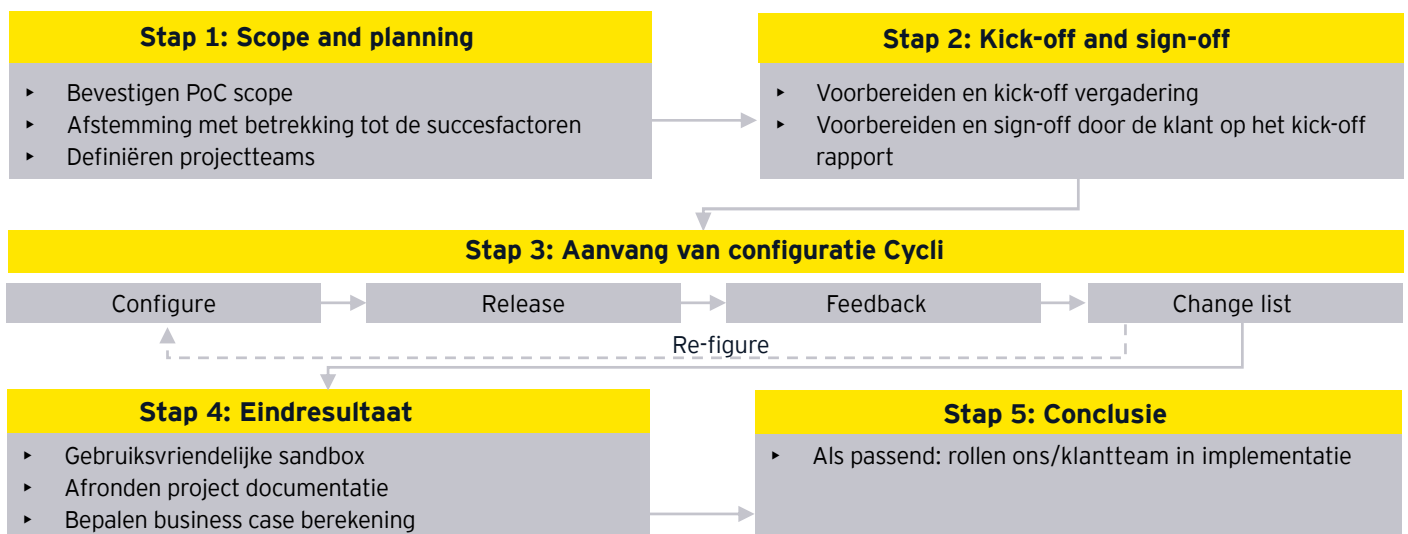 Stap 1: Scope and planning
‣ Bevestigen PoC scope
‣ Afstemming met betrekking tot de succesfactoren
‣ Definiëren projectteams
Stap 2: Kick-off and sign-off
‣ Voorbereiden en kick-off vergadering
‣ Voorbereiden en sign-off door de klant op het kick-off
rapport
Stap 3: Aanvang van configuratie Cycli
Configure
Release
Feedback
Change list
Re-figure
Stap 4: Eindresultaat
‣ Gebruiksvriendelijke sandbox
‣ Afronden project documentatie
‣ Bepalen business case berekening
Stap 5: Conclusie
‣ Als passend: rollen ons/klantteam in implementatie